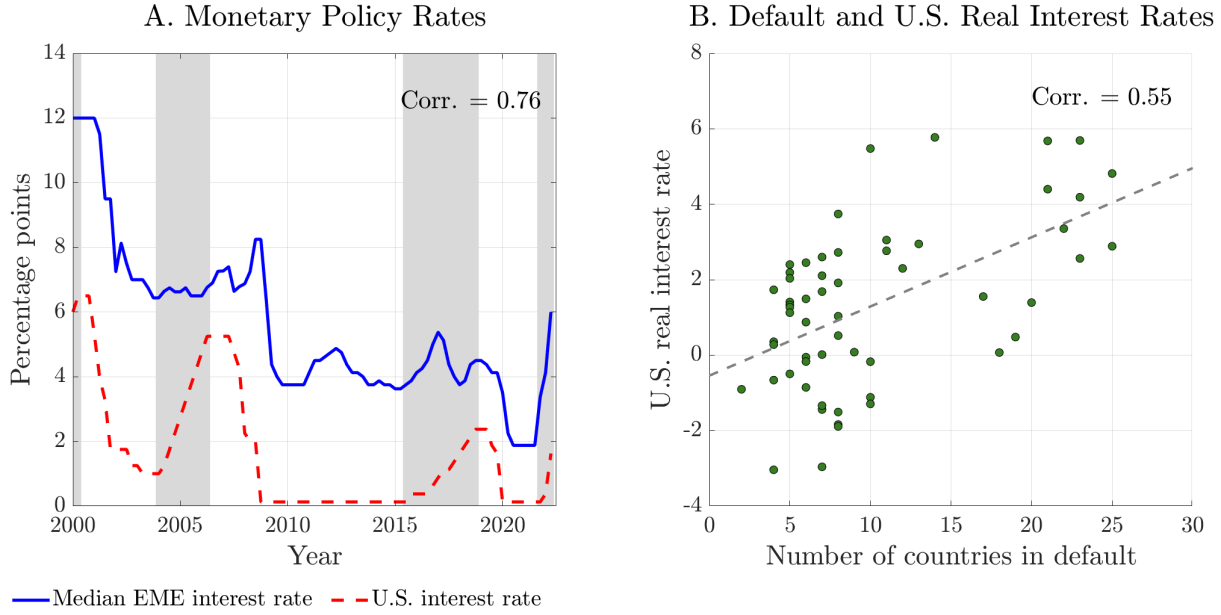 A. Monetary Policy Rates
14
12
10
8
6
4
2
0
Percentage points
Corr. = 0.76
2000 2005 2010 2015 2020
Year
Median EME interest rate U.S. interest rate
B. Default and U.S. Real Interest Rates
8
6
4
2
0
-2
-4
U.S. real interest rate
Corr. = 0.55
0 5 10 15 20 25 30
Number of countries in default